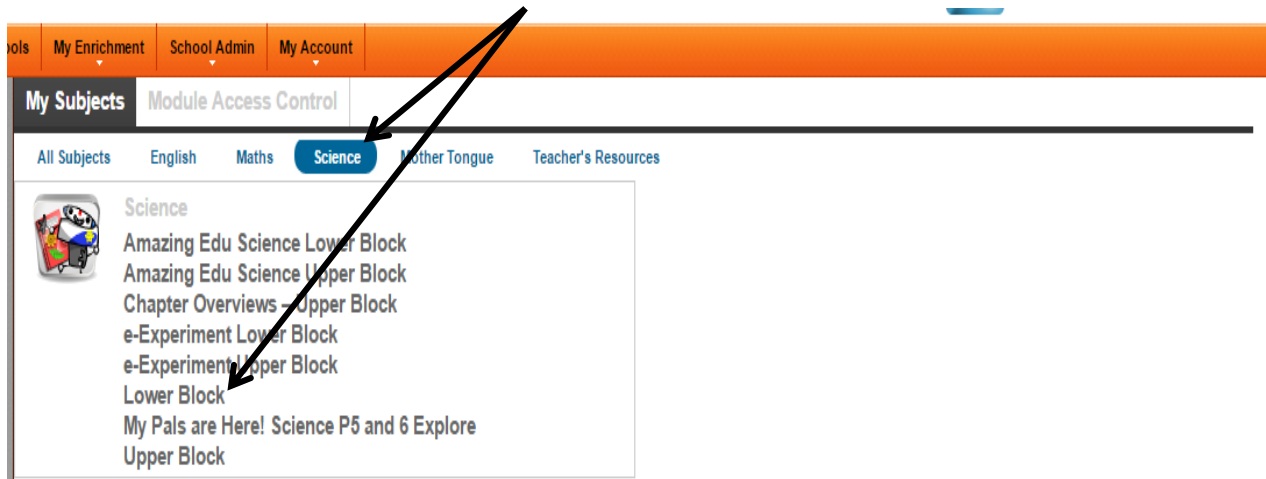 ools My Enrichment School Admin My Account
My Subjects Module Access Control
All Subjects English Maths Science Mother Tongue Teacher's Resources
Science
Amazing Edu Science Lower Block
Amazing Edu Science Upper Block
Chapter Overviews – Upper Block
e-Experiment Lower Block
e-Experiment Upper Block
Lower Block
My Pals are Here! Science P5 and 6 Explore
Upper Block